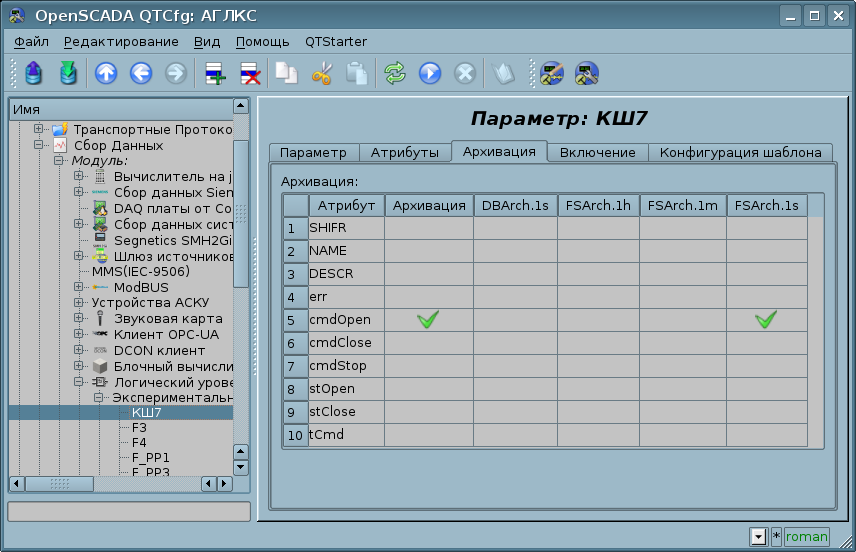 OpenSCADA QTCfg: АГЛКС
Файл Редактирование Вид Помощь QTStarter
Имя
Транспортные Протоко
Сбор Данных
Модуль:
Вычислитель на j
Сбор данных Sien
DAQ платы от Co
Сбор данных сист
Segnetics SMH2Gi
Шлюз источников
MMS(IEC-9506)
ModBUS
Устройства АСКУ
Звуковая карта
Клиент OPC-UA
DCON клиент
Блочный вычисли
Логический урове
Экспериментальн
КШ7
F3
F4
F_PP1
F_PP3
Параметр: КШ7
Параметр Атрибуты Архивация Включение Конфигурация шаблона
Архивация:
Атрибут Архивация DBArch.1s FSArch.1h FSArch.1m FSArch.1s
1 SHIFR
2 NAME
3 DESCR
4 err
5 cmdOpen
6 cmdClose
7 cmdStop
8 stOpen
9 stClose
10 tCmd
* roman